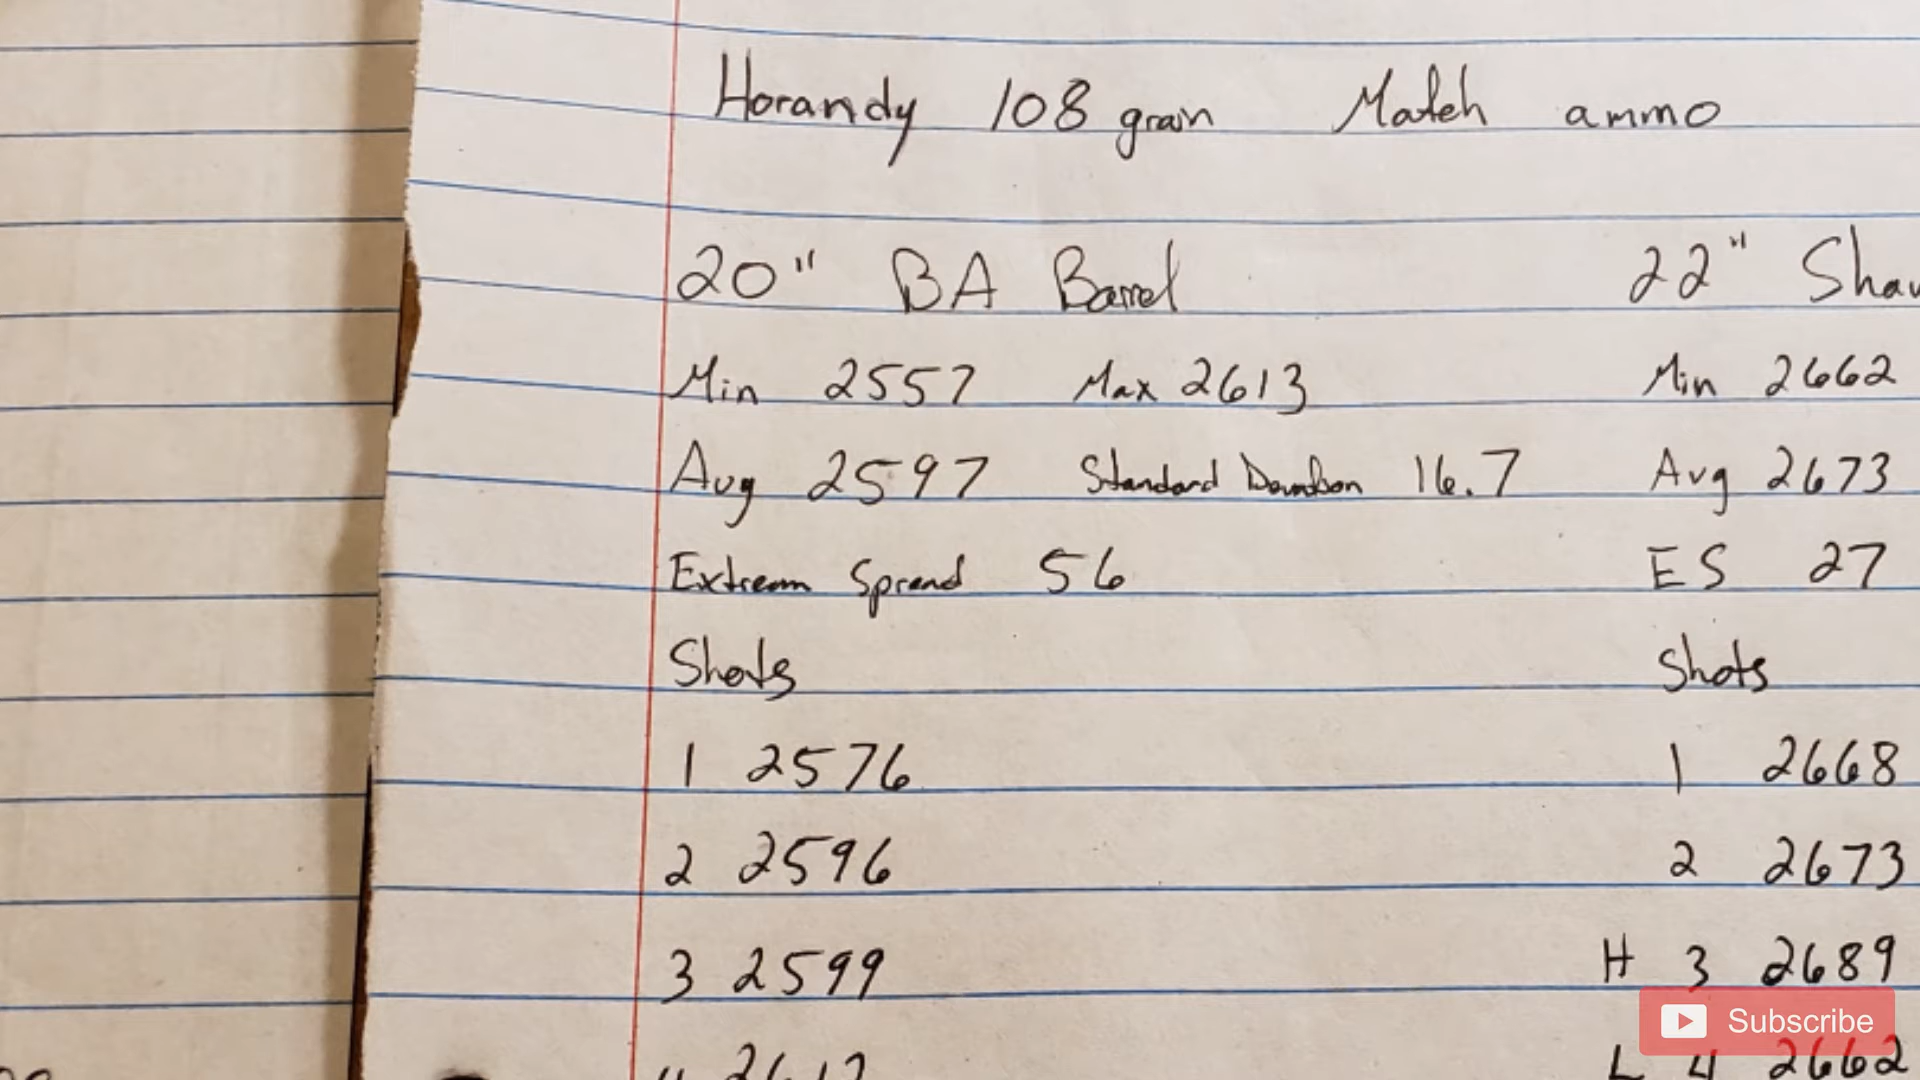 Horandy 108 grain Match ammo
20" BA Barrel 22" Shaw
Min 2557 Max 2613 Min 2662
Avg 2597 Standard Deviation 16.7 Avg 2673
Extream Spread 56 ES 27
Shots Shots
1 2576 1 2668
2 2596 2 2673
3 2599 H 3 2689
Subscribe
L 4 2662